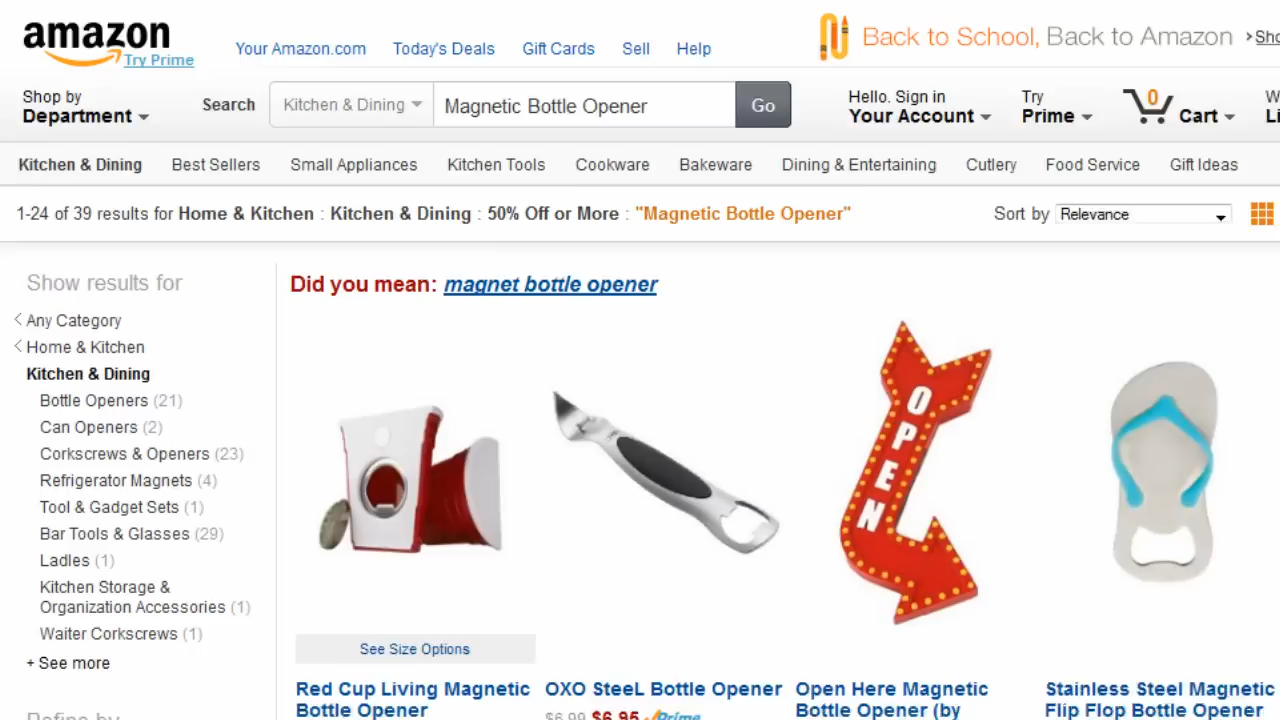 amazon
Try Prime
Your Amazon.com Today's Deals Gift Cards Sell Help
Back to School, Back to Amazon
Shop by
Department
Search
Kitchen & Dining
Magnetic Bottle Opener
Go
Hello. Sign in
Your Account
Try
Prime
0
Cart
Kitchen & Dining Best Sellers Small Appliances Kitchen Tools Cookware Bakeware Dining & Entertaining Cutlery Food Service Gift Ideas
1-24 of 39 results for Home & Kitchen : Kitchen & Dining : 50% Off or More : "Magnetic Bottle Opener"
Sort by Relevance
Show results for
Any Category
Home & Kitchen
Kitchen & Dining
Bottle Openers (21)
Can Openers (2)
Corkscrews & Openers (23)
Refrigerator Magnets (4)
Tool & Gadget Sets (1)
Bar Tools & Glasses (29)
Ladles (1)
Kitchen Storage &
Organization Accessories (1)
Waiter Corkscrews (1)
+ See more
Refine by
Did you mean: magnet bottle opener
OPEN
See Size Options
Red Cup Living Magnetic
Bottle Opener
OXO SteeL Bottle Opener
$6.99 $6.95 Prime
Open Here Magnetic
Bottle Opener (by
Stainless Steel Magnetic
Flip Flop Bottle Opener